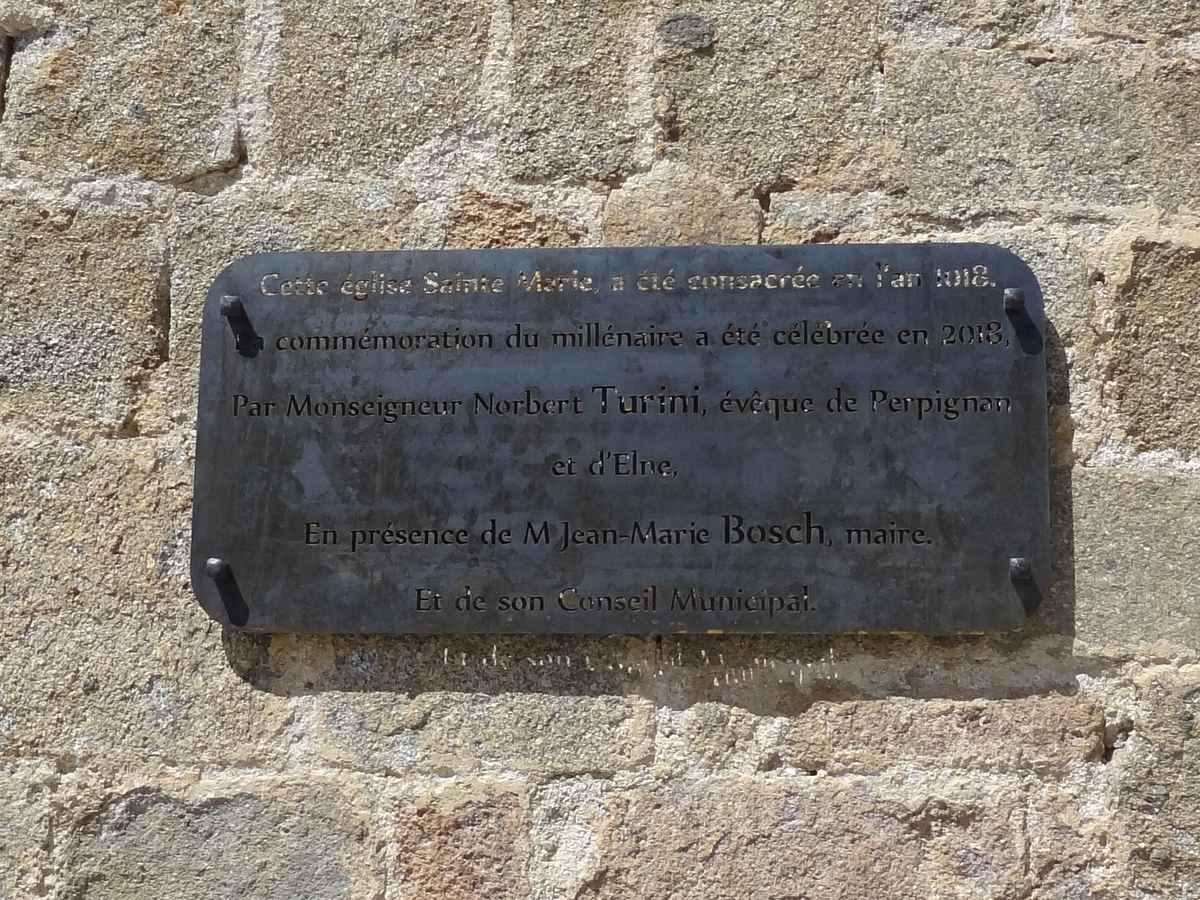 Cette église Sainte Marie, a été consacrée en l'an 1018.
La commémoration du millénaire a été célébrée en 2018,
Par Monseigneur Norbert Turini, évêque de Perpignan
et d'Elne,
En présence de M Jean-Marie Bosch, maire.
Et de son Conseil Municipal.